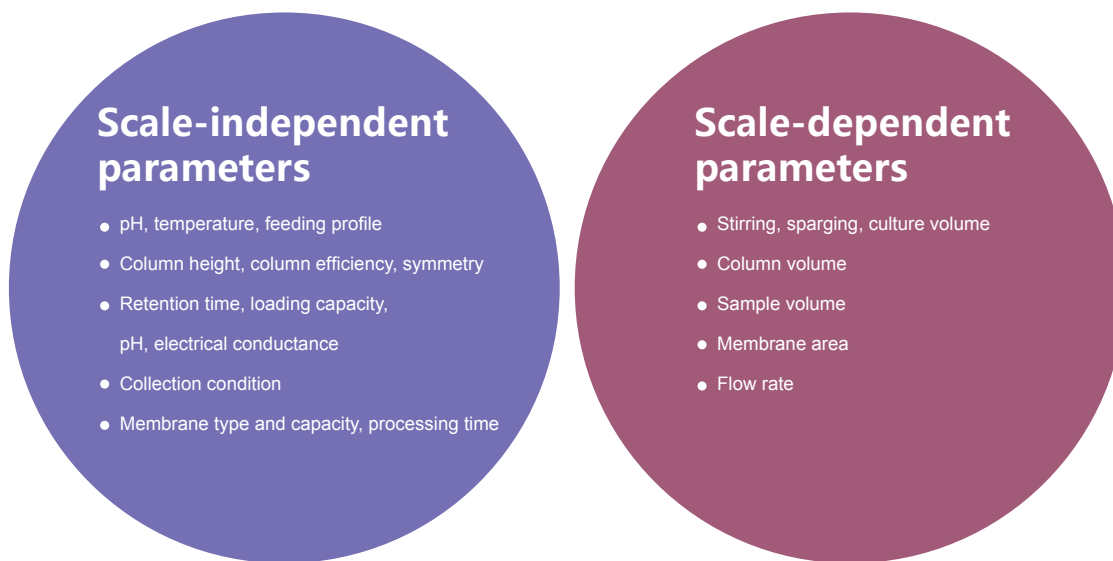 Scale-independent
parameters
• pH, temperature, feeding profile
• Column height, column efficiency, symmetry
• Retention time, loading capacity,
pH, electrical conductance
• Collection condition
• Membrane type and capacity, processing time
Scale-dependent
parameters
• Stirring, sparging, culture volume
• Column volume
• Sample volume
• Membrane area
• Flow rate